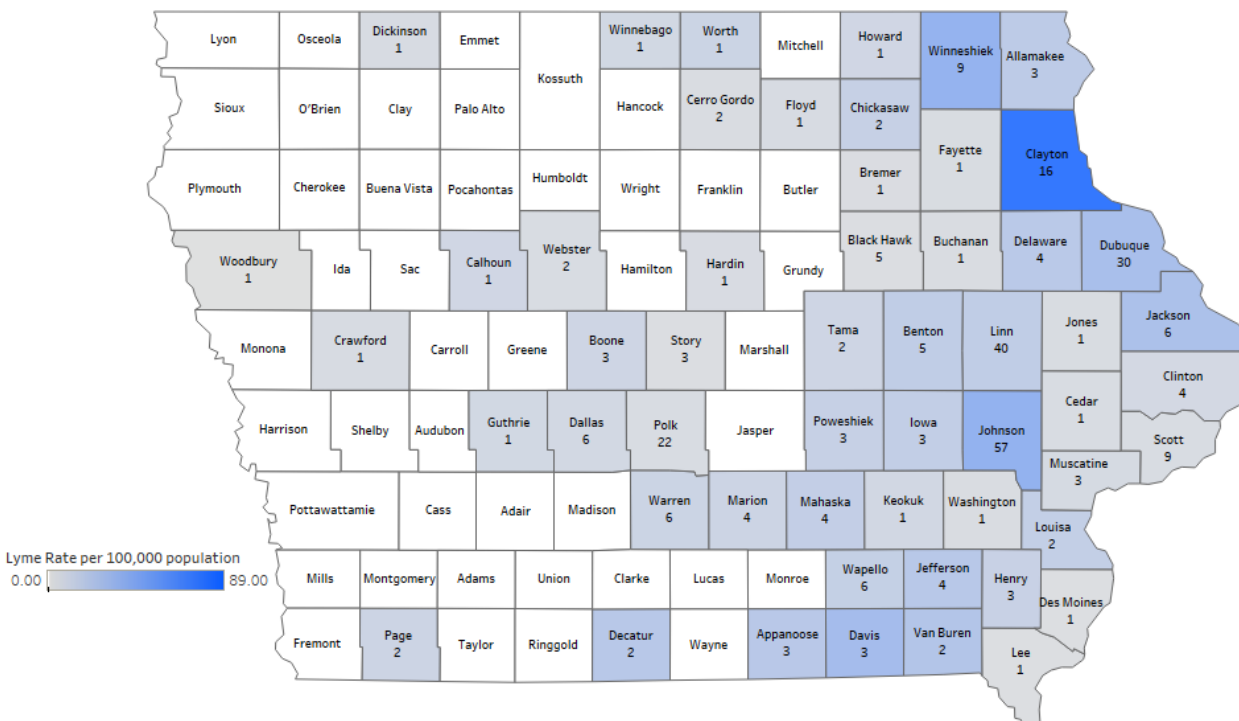 Lyon
Osceola
Dickinson
1
Emmet
Winnebago
1
Worth
1
Mitchell
Howard
1
Winneshiek
9
Allamakee
3
Kossuth
Sioux
O'Brien
Clay
Palo Alto
Hancock
Cerro Gordo
2
Floyd
1
Chickasaw
2
Fayette
1
Clayton
16
Plymouth
Cherokee
Buena Vista
Pocahontas
Humboldt
Wright
Franklin
Butler
Bremer
1
Woodbury
1
Ida
Sac
Calhoun
1
Webster
2
Hamilton
Hardin
1
Grundy
Black Hawk
5
Buchanan
1
Delaware
4
Dubuque
30
Monona
Crawford
1
Carroll
Greene
Boone
3
Story
3
Marshall
Tama
2
Benton
5
Linn
40
Jones
1
Jackson
6
Clinton
4
Harrison
Shelby
Audubon
Guthrie
1
Dallas
6
Polk
22
Jasper
Poweshiek
3
Iowa
3
Johnson
57
Cedar
1
Scott
9
Muscatine
3
Pottawattamie
Cass
Adair
Madison
Warren
6
Marion
4
Mahaska
4
Keokuk
1
Washington
1
Louisa
2
Lyme Rate per 100,000 population
0.00
89.00
Mills
Montgomery
Adams
Union
Clarke
Lucas
Monroe
Wapello
6
Jefferson
4
Henry
3
Des Moines
1
Fremont
Page
2
Taylor
Ringgold
Decatur
2
Wayne
Appanoose
3
Davis
3
Van Buren
2
Lee
1